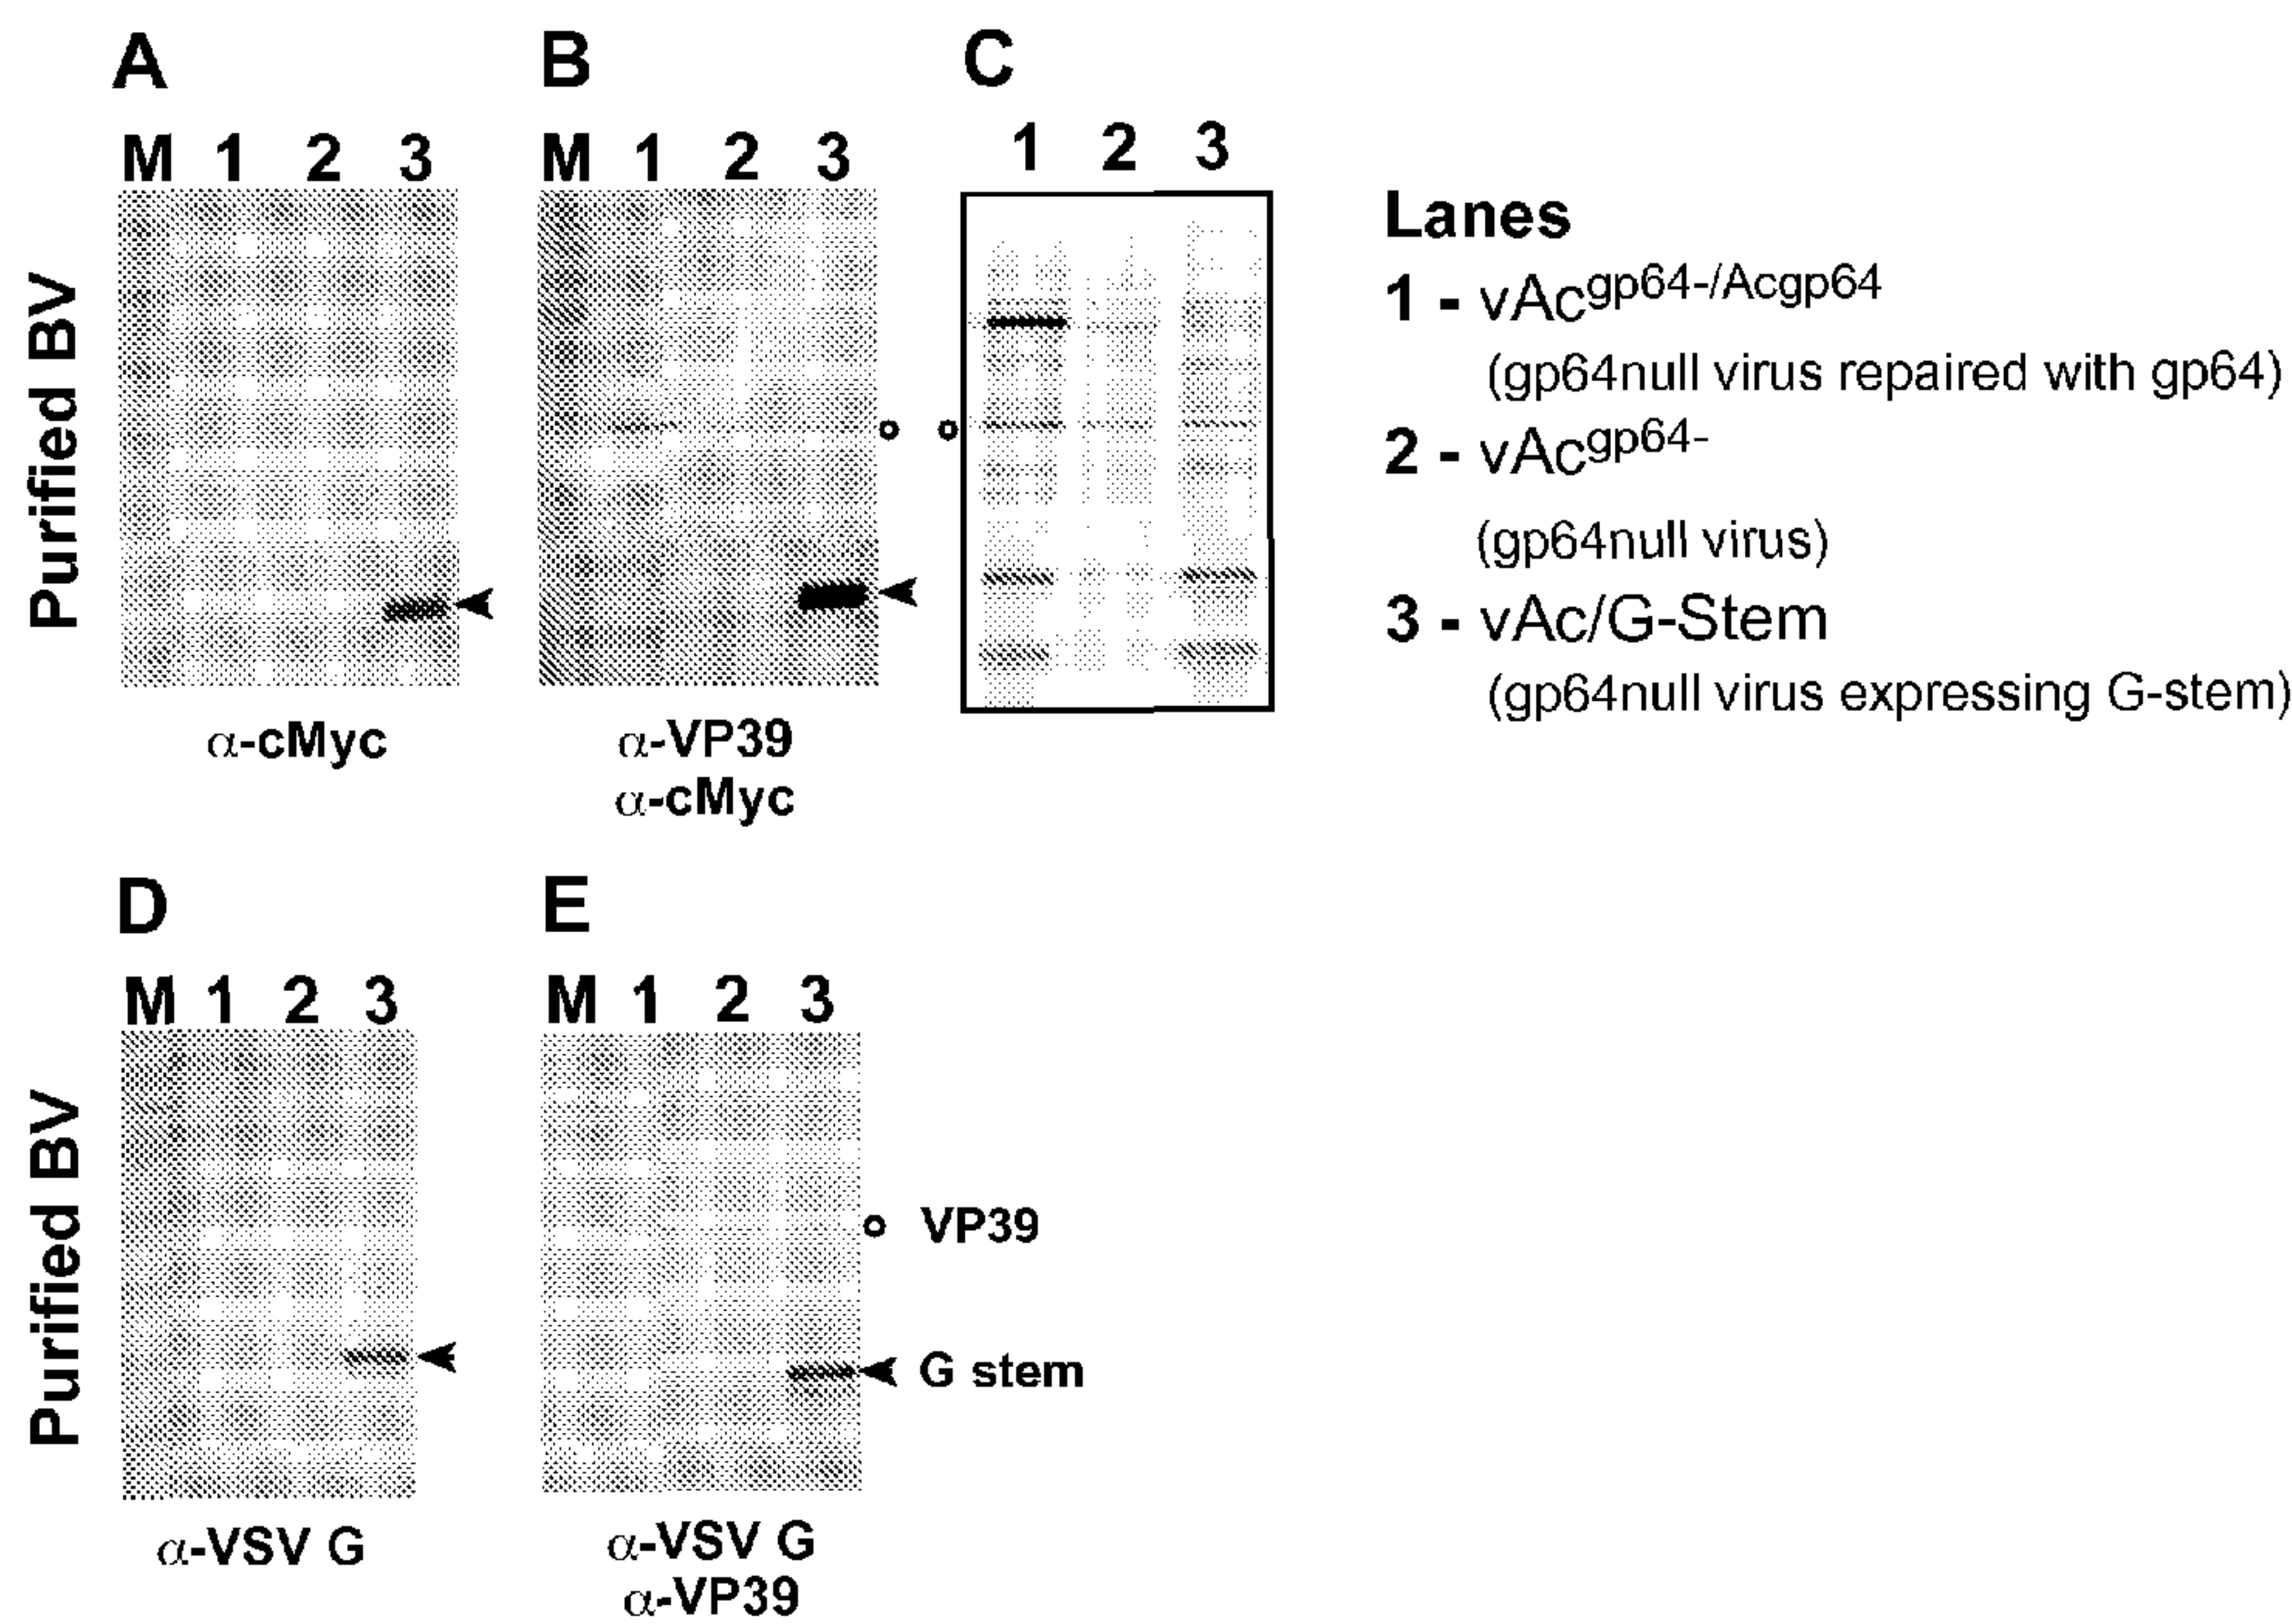 A
M 1 2 3
Purified BV
α-cMyc
B
M 1 2 3
α-VP39
α-cMyc
C
1 2 3
Lanes
1 - vAcgp64-/Acgp64
(gp64null virus repaired with gp64)
2 - vAcgp64-
(gp64null virus)
3 - vAc/G-Stem
(gp64null virus expressing G-stem)
D
M 1 2 3
Purified BV
α-VSV G
E
M 1 2 3
VP39
G stem
α-VSV G
α-VP39